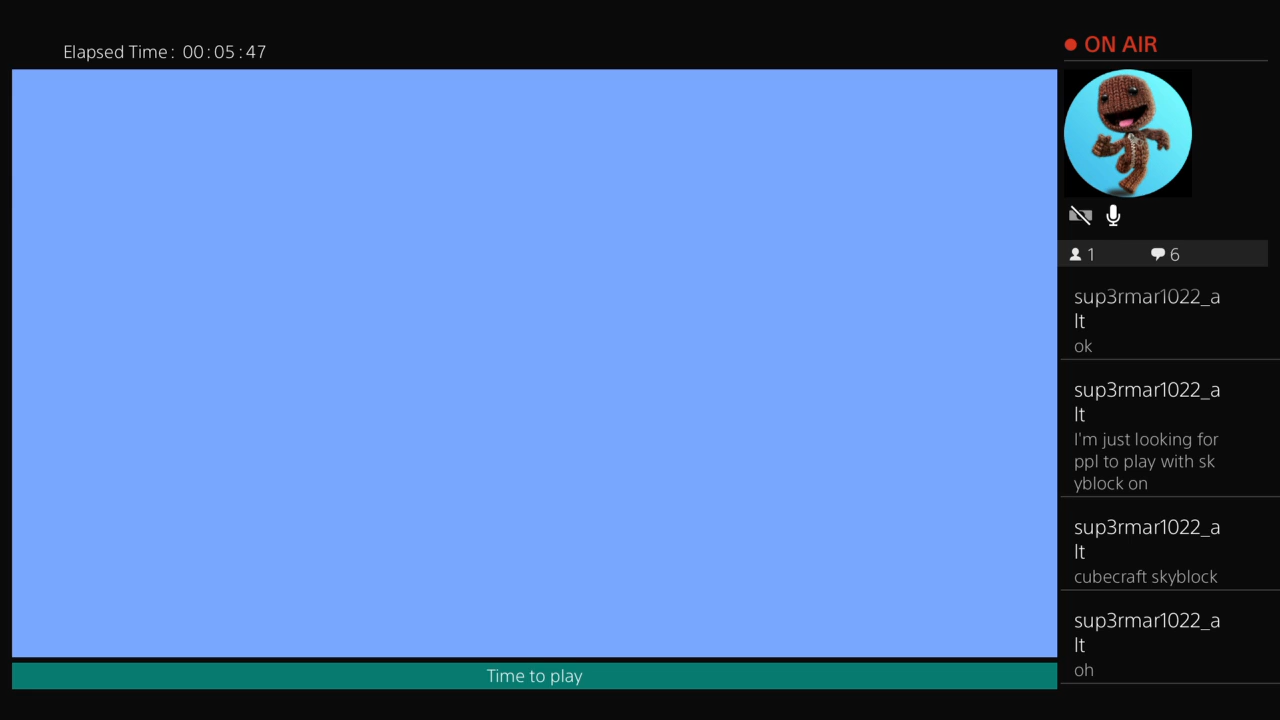 Elapsed Time: 00:05:47
ON AIR
1
6
sup3rmar1022_a
lt
ok
sup3rmar1022_a
lt
I'm just looking for
ppl to play with sk
yblock on
sup3rmar1022_a
lt
cubecraft skyblock
sup3rmar1022_a
lt
oh
Time to play